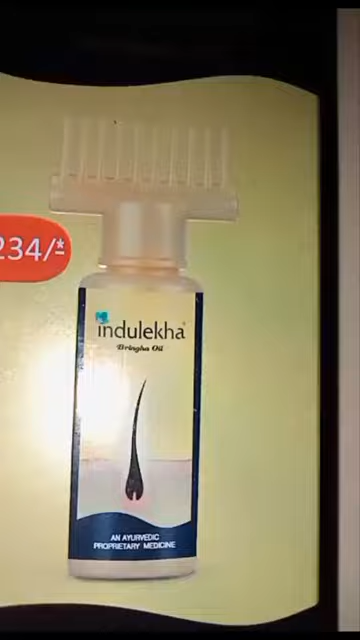 234/*
indulekha
Bringha Oil
AN AYURVEDIC
PROPRIETARY MEDICINE